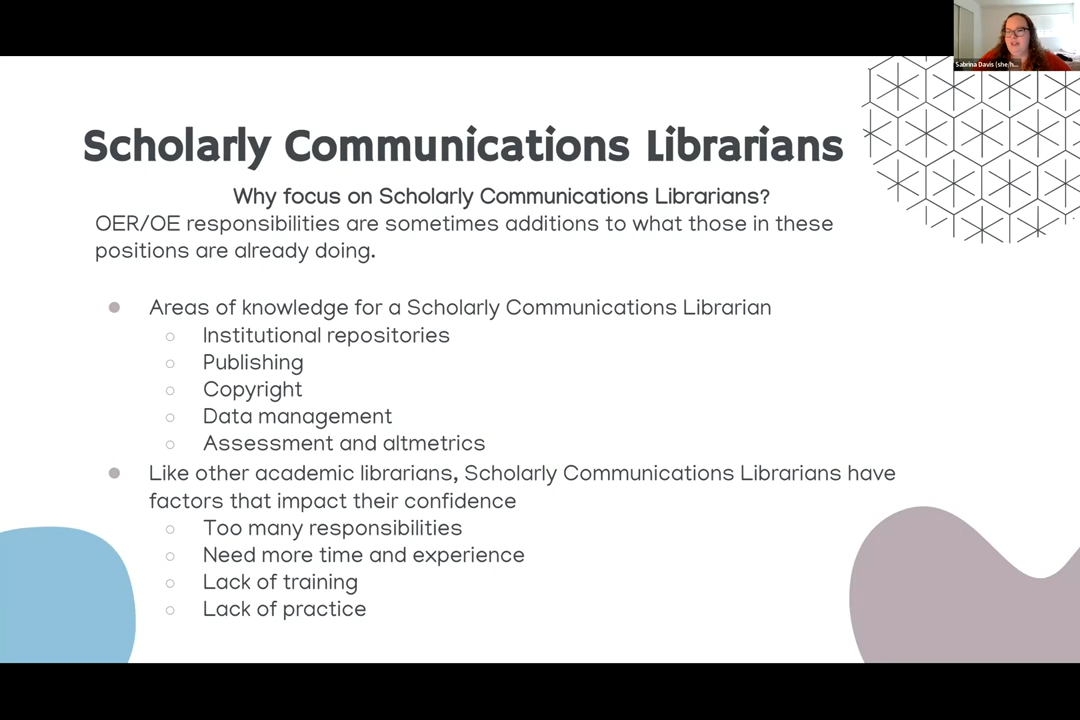 Sabrina Davis (she/h...
Scholarly Communications Librarians
Why focus on Scholarly Communications Librarians?
OER/OE responsibilities are sometimes additions to what those in these
positions are already doing.
Areas of knowledge for a Scholarly Communications Librarian
Institutional repositories
Publishing
Copyright
Data management
Assessment and altmetrics
Like other academic librarians, Scholarly Communications Librarians have
factors that impact their confidence
Too many responsibilities
Need more time and experience
Lack of training
Lack of practice